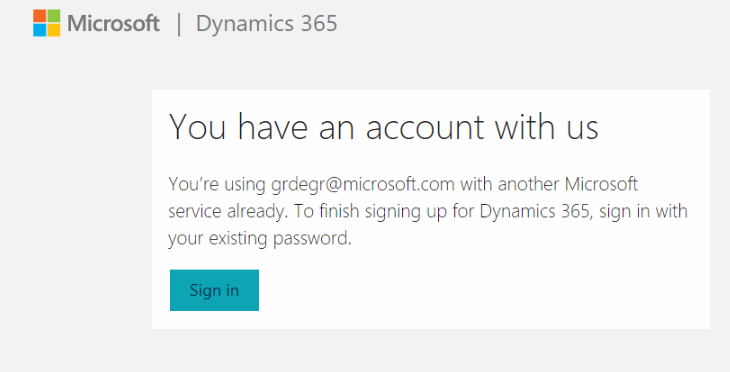 Microsoft | Dynamics 365
You have an account with us
You're using grdegr@microsoft.com with another Microsoft
service already. To finish signing up for Dynamics 365, sign in with
your existing password.
Sign in